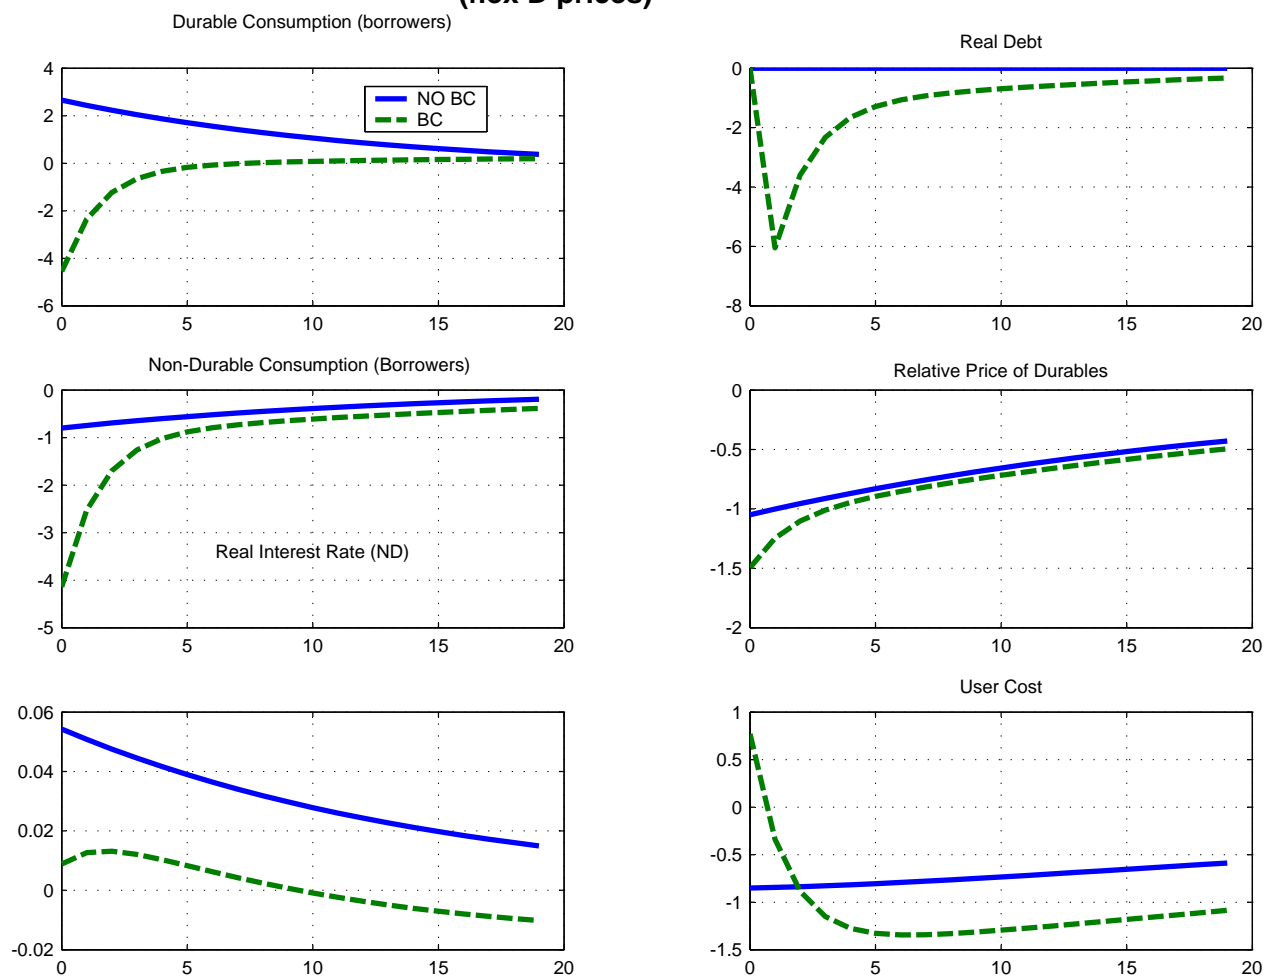 (flex D prices)
Durable Consumption (borrowers)
4
2
0
-2
-4
-6
0 5 10 15 20
NO BC
BC
Real Debt
0
-2
-4
-6
-8
0 5 10 15 20
Non-Durable Consumption (Borrowers)
0
-1
-2
-3
-4
-5
0 5 10 15 20
Real Interest Rate (ND)
Relative Price of Durables
0
-0.5
-1
-1.5
-2
0 5 10 15 20
0.06
0.04
0.02
0
-0.02
0 5 10 15 20
User Cost
1
0.5
0
-0.5
-1
-1.5
0 5 10 15 20